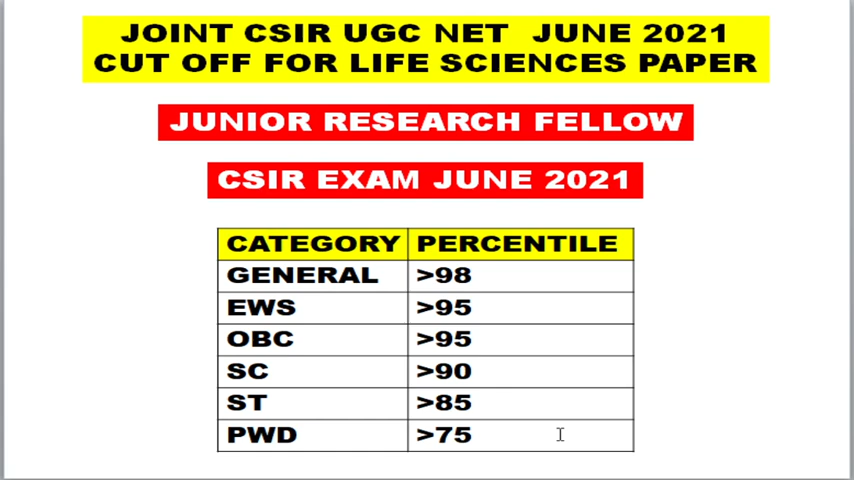 JOINT CSIR UGC NET JUNE 2021
CUT OFF FOR LIFE SCIENCES PAPER
JUNIOR RESEARCH FELLOW
CSIR EXAM JUNE 2021
CATEGORY PERCENTILE
GENERAL >98
EWS >95
OBC >95
SC >90
ST >85
PWD >75